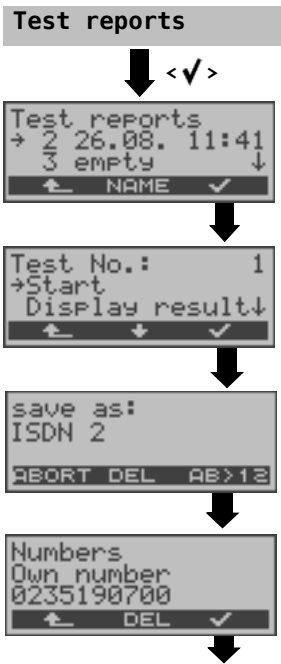 Test reports
<✓>
Test reports
→ 2 26.08. 11:41
3 empty ↓
NAME ✓
Test No.: 1
→Start
Display result↓
✓
save as:
ISDN 2
ABORT DEL AB>12
Numbers
Own number
0235190700
DEL ✓